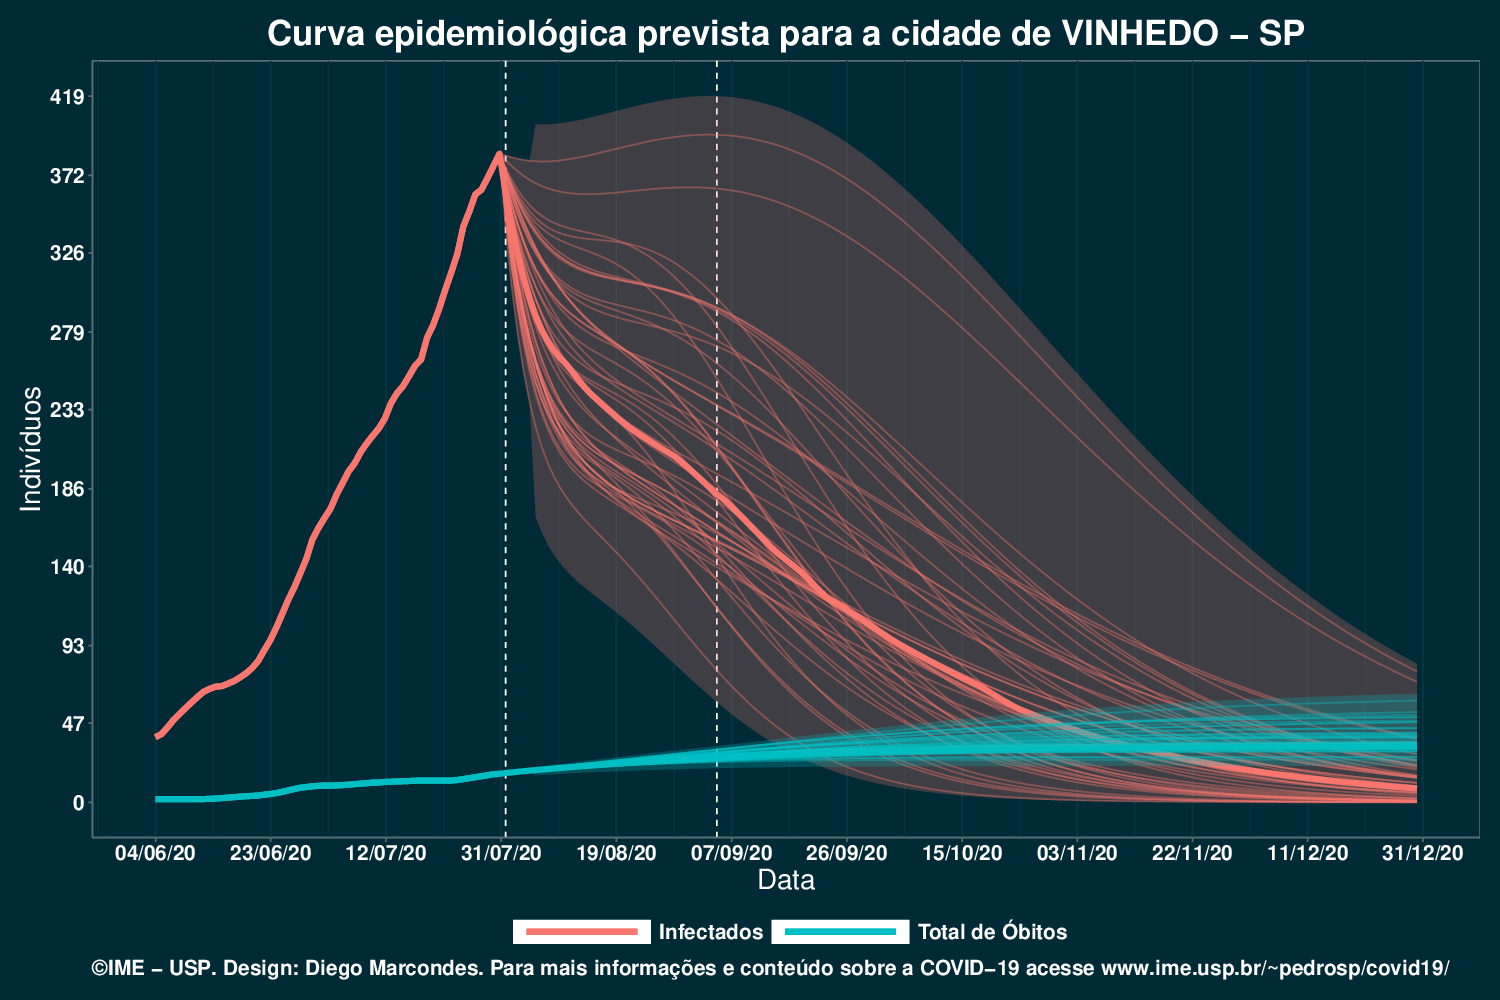 Curva epidemiológica prevista para a cidade de VINHEDO – SP
419
372
326
279
233
186
140
93
47
0
Indivíduos
04/06/20 23/06/20 12/07/20 31/07/20 19/08/20 07/09/20 26/09/20 15/10/20 03/11/20 22/11/20 11/12/20 31/12/20
Data
Infectados Total de Óbitos
©IME – USP. Design: Diego Marcondes. Para mais informações e conteúdo sobre a COVID–19 acesse www.ime.usp.br/~pedrosp/covid19/